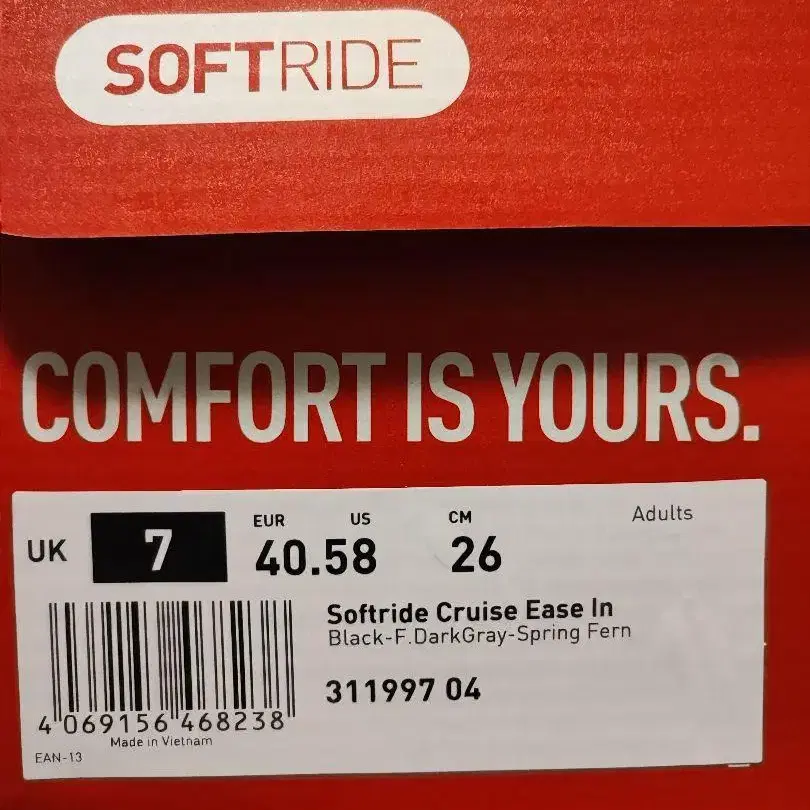 SOFTRIDE
COMFORT IS YOURS.
UK 7
EUR US CM Adults
40.58 26
Softride Cruise Ease In
Black-F.DarkGray-Spring Fern
311997 04
4 069156 468238
Made in Vietnam
EAN-13